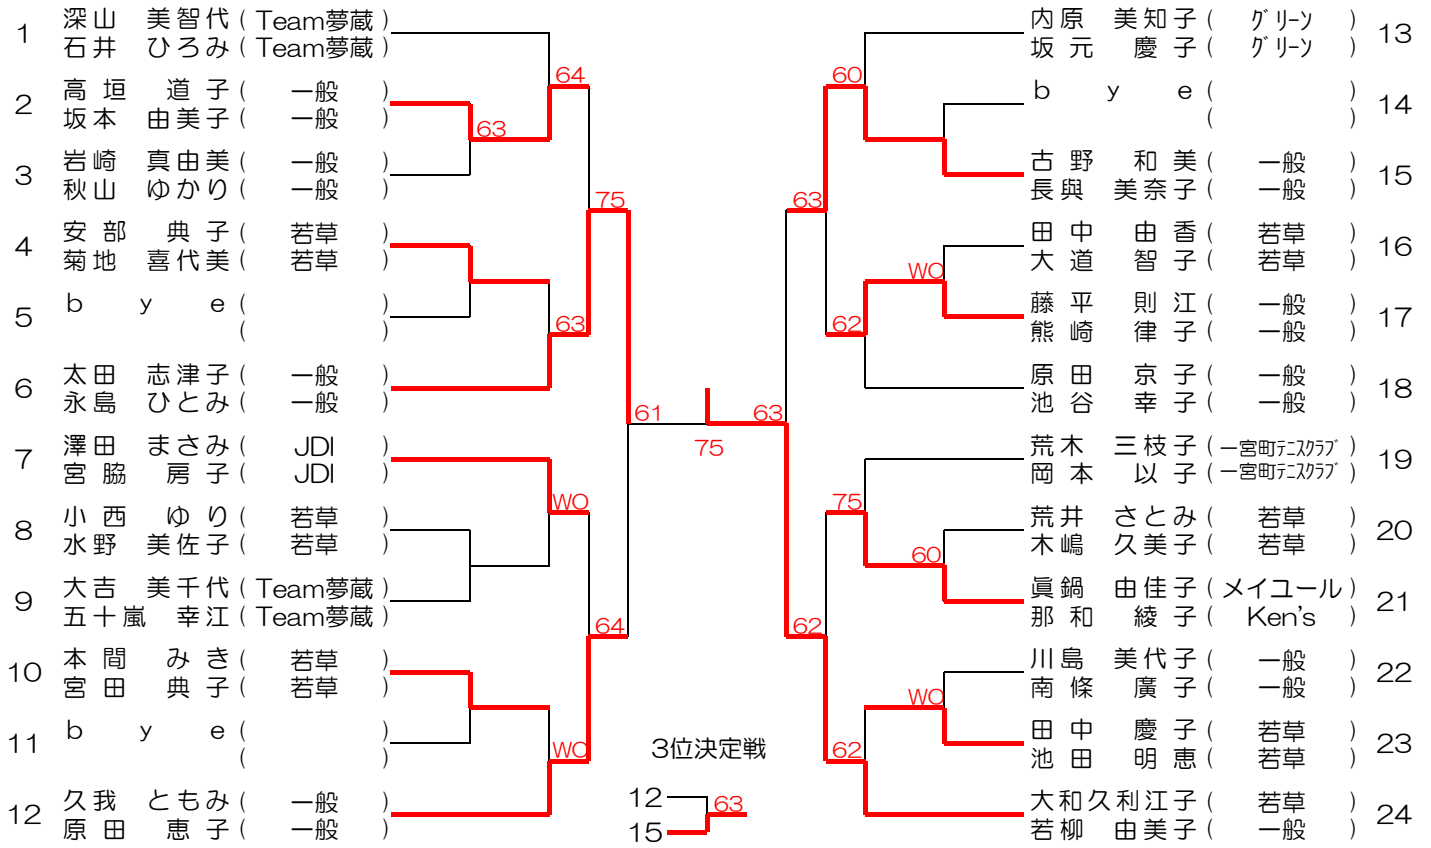 1 深山 美智代 ( Team夢蔵 )
石井 ひろみ ( Team夢蔵 )
2 高垣 道子 ( 一般 )
坂本 由美子 ( 一般 )
3 岩崎 真由美 ( 一般 )
秋山 ゆかり ( 一般 )
4 安部 典子 ( 若草 )
菊地 喜代美 ( 若草 )
5 b y e ( )
( )
6 太田 志津子 ( 一般 )
永島 ひとみ ( 一般 )
7 澤田 まさみ ( JDI )
宮脇 房子 ( JDI )
8 小西 ゆり ( 若草 )
水野 美佐子 ( 若草 )
9 大吉 美千代 ( Team夢蔵 )
五十嵐 幸江 ( Team夢蔵 )
10 本間 みき ( 若草 )
宮田 典子 ( 若草 )
11 b y e ( )
( )
12 久我 ともみ ( 一般 )
原田 恵子 ( 一般 )
63
64
63
WO
WO
75
64
61
75
63
63
62
60
62
75
62
WO
60
WO
3位決定戦
12
63
15
内原 美知子 ( グリーン ) 13
坂元 慶子 ( グリーン )
b y e ( ) 14
( )
古野 和美 ( 一般 ) 15
長與 美奈子 ( 一般 )
田中 由香 ( 若草 ) 16
大道 智子 ( 若草 )
藤平 則江 ( 一般 ) 17
熊崎 律子 ( 一般 )
原田 京子 ( 一般 ) 18
池谷 幸子 ( 一般 )
荒木 三枝子 ( 一宮町テニスクラブ ) 19
岡本 以子 ( 一宮町テニスクラブ )
荒井 さとみ ( 若草 ) 20
木嶋 久美子 ( 若草 )
眞鍋 由佳子 ( メイユール ) 21
那和 綾子 ( Ken's )
川島 美代子 ( 一般 ) 22
南條 廣子 ( 一般 )
田中 慶子 ( 若草 ) 23
池田 明恵 ( 若草 )
大和久利江子 ( 若草 ) 24
若柳 由美子 ( 一般 )